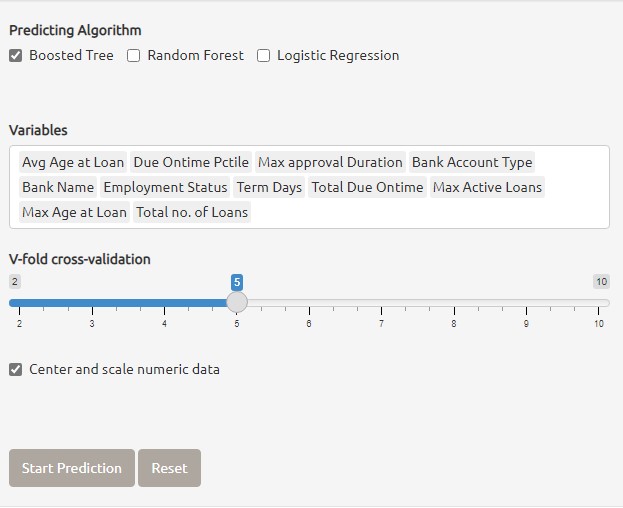 Predicting Algorithm
Boosted Tree Random Forest Logistic Regression
Variables
Avg Age at Loan Due Ontime Pctile Max approval Duration Bank Account Type
Bank Name Employment Status Term Days Total Due Ontime Max Active Loans
Max Age at Loan Total no. of Loans
V-fold cross-validation
2 5 10
2 3 4 5 6 7 8 9 10
Center and scale numeric data
Start Prediction Reset